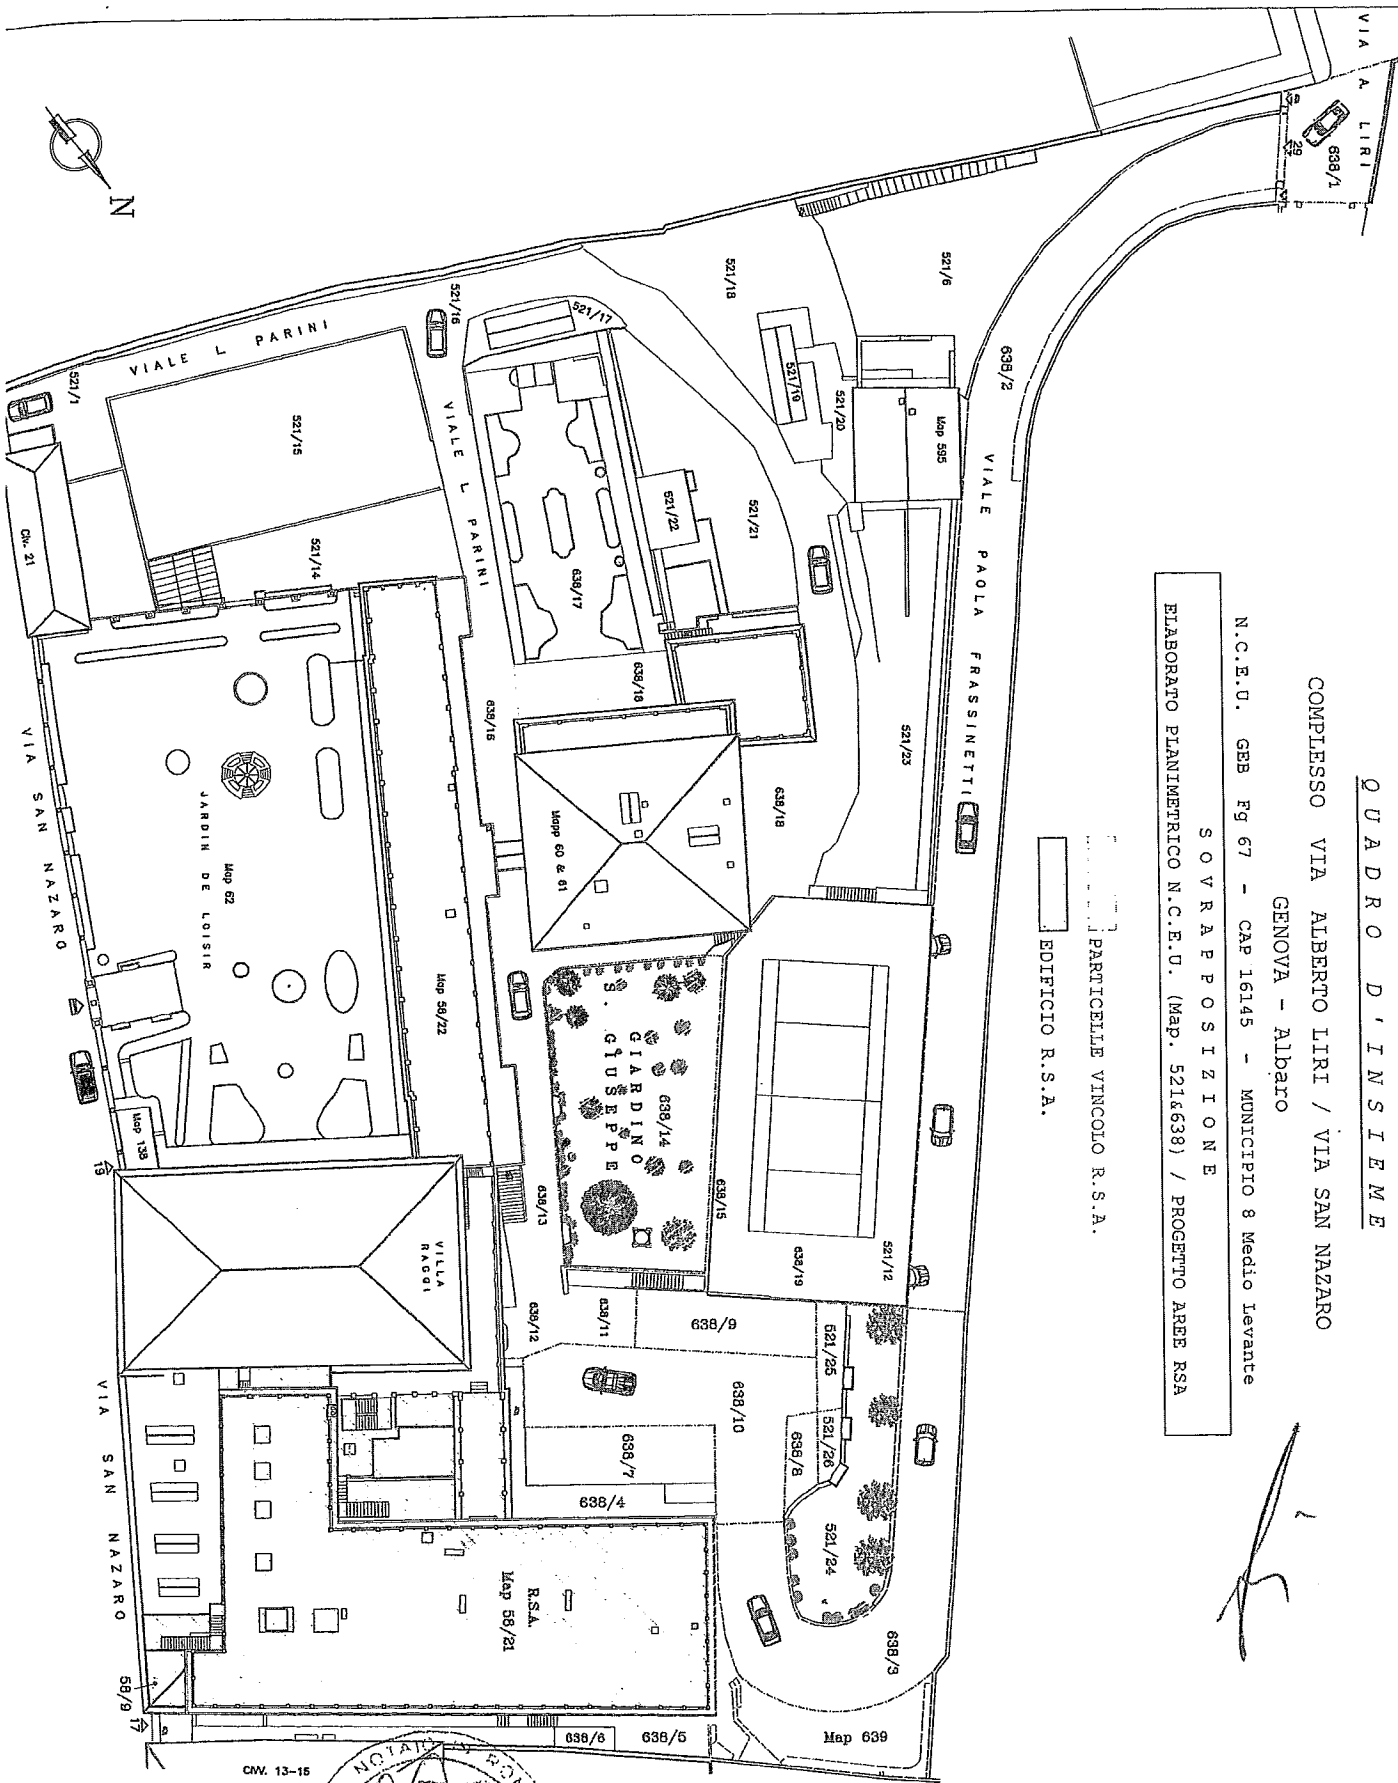 QUADRO D'INSIEME
COMPLESSO VIA ALBERTO LIRI / VIA SAN NAZARO
GENOVA - Albaro
N.C.E.U. GEB Fg 67 - CAP 16145 - MUNICIPIO 8 Medio Levante
SOVRAPPOSIZIONE
ELABORATO PLANIMETRICO N.C.E.U. (Map. 521&638) / PROGETTO AREE RSA
PARTICELLE VINCOLO R.S.A.
EDIFICIO R.S.A.
VIA A LIRI
638/1
29
N
521/6
521/18
638/2
521/16
521/17
VIALE L PARINI
521/1
521/15
521/19
521/20
Map 595
VIALE PAOLA FRASSINETTI
VIALE L PARINI
521/22
521/21
Civ. 21
521/14
638/17
638/18
638/16
521/23
638/18
VIA SAN NAZARO
JARDIN DE LOISIR
Map 62
Mapp 60 & 61
Map 58/22
GIARDINO
S. GIUSEPPE
638/14
638/15
Map 138
19
638/13
521/12
638/19
VILLA
RAGGI
638/12
638/11
638/9
521/25
638/10
521/26
638/8
638/7
638/4
521/24
VIA SAN NAZARO
R.S.A.
Map 58/21
638/3
58/9
17
638/6
638/5
Map 639
CIV. 13-15
NOTAIO